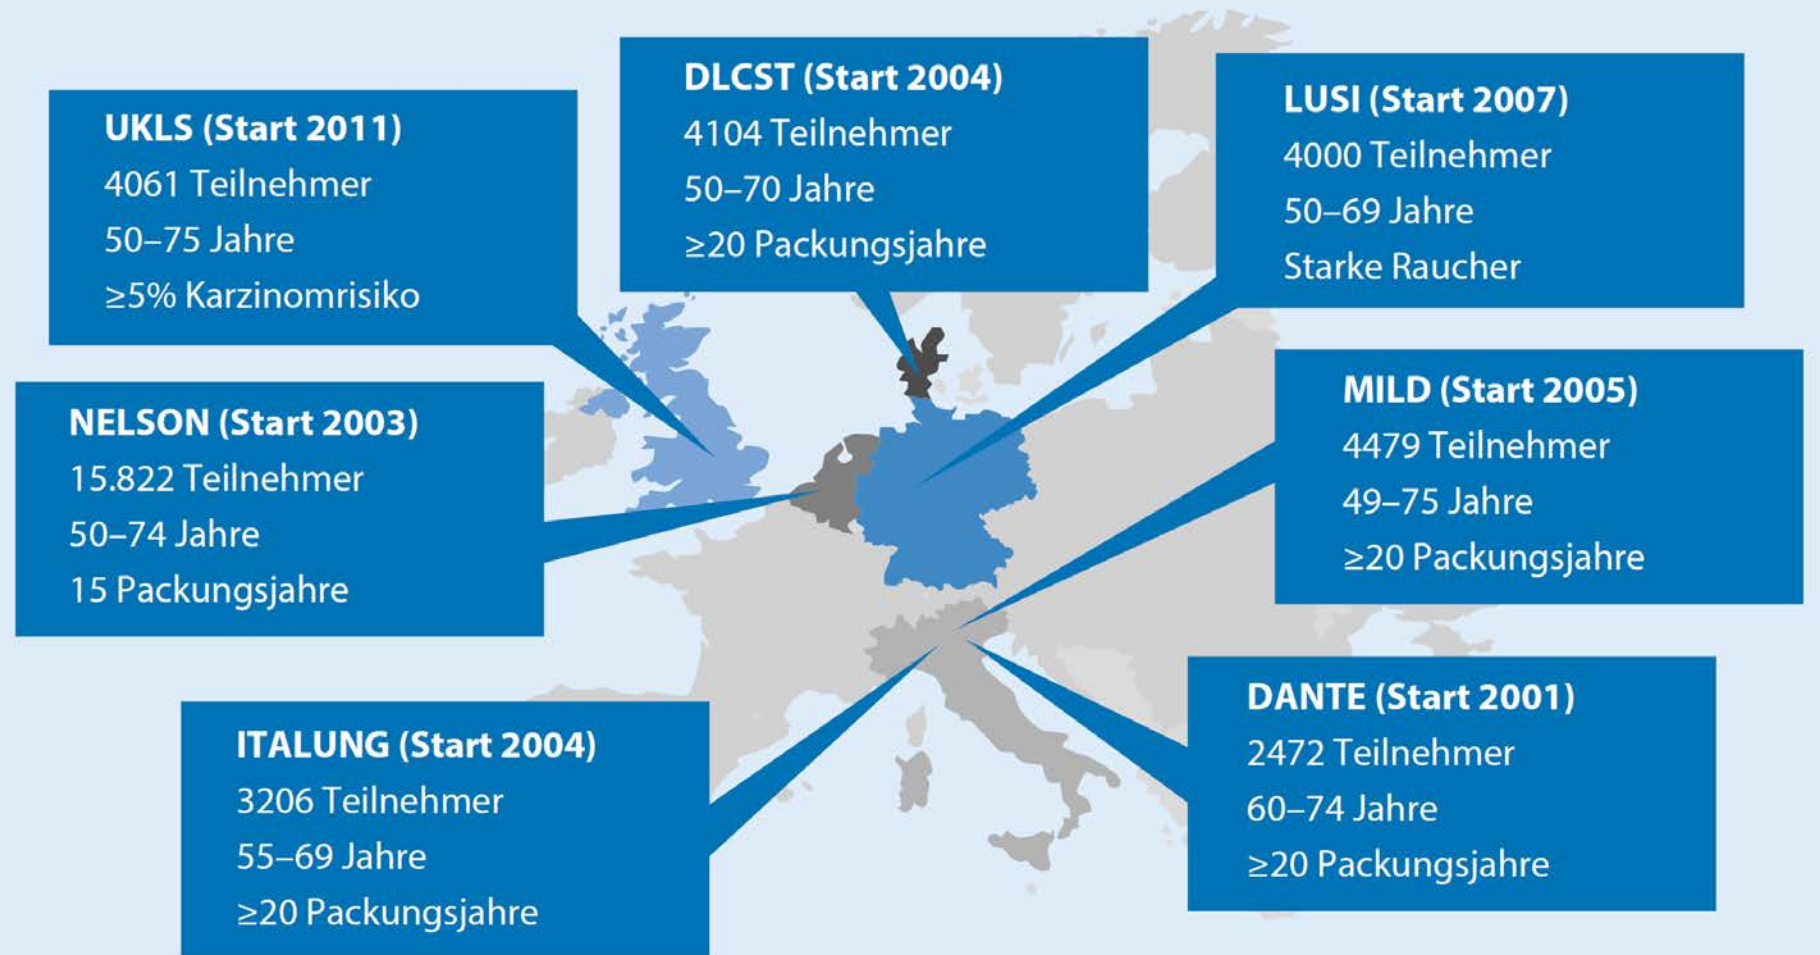 DLCST (Start 2004)
4104 Teilnehmer
50–70 Jahre
≥20 Packungsjahre
LUSI (Start 2007)
4000 Teilnehmer
50–69 Jahre
Starke Raucher
UKLS (Start 2011)
4061 Teilnehmer
50–75 Jahre
≥5% Karzinomrisiko
MILD (Start 2005)
4479 Teilnehmer
49–75 Jahre
≥20 Packungsjahre
NELSON (Start 2003)
15.822 Teilnehmer
50–74 Jahre
15 Packungsjahre
DANTE (Start 2001)
2472 Teilnehmer
60–74 Jahre
≥20 Packungsjahre
ITALUNG (Start 2004)
3206 Teilnehmer
55–69 Jahre
≥20 Packungsjahre